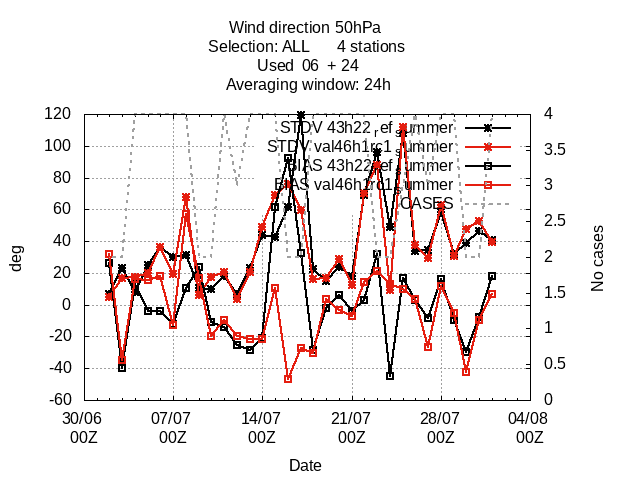 Wind direction 50hPa
Selection: ALL 4 stations
Used 06 + 24
Averaging window: 24h
STDV 43h22_ref_summer
STDV val46h1rc1_summer
BIAS 43h22_ref_summer
BIAS val46h1rc1_summer
CASES
deg
120
100
80
60
40
20
0
-20
-40
-60
No cases
4
3.5
3
2.5
2
1.5
1
0.5
0
30/06 07/07 14/07 21/07 28/07 04/08
00Z 00Z 00Z 00Z 00Z 00Z
Date